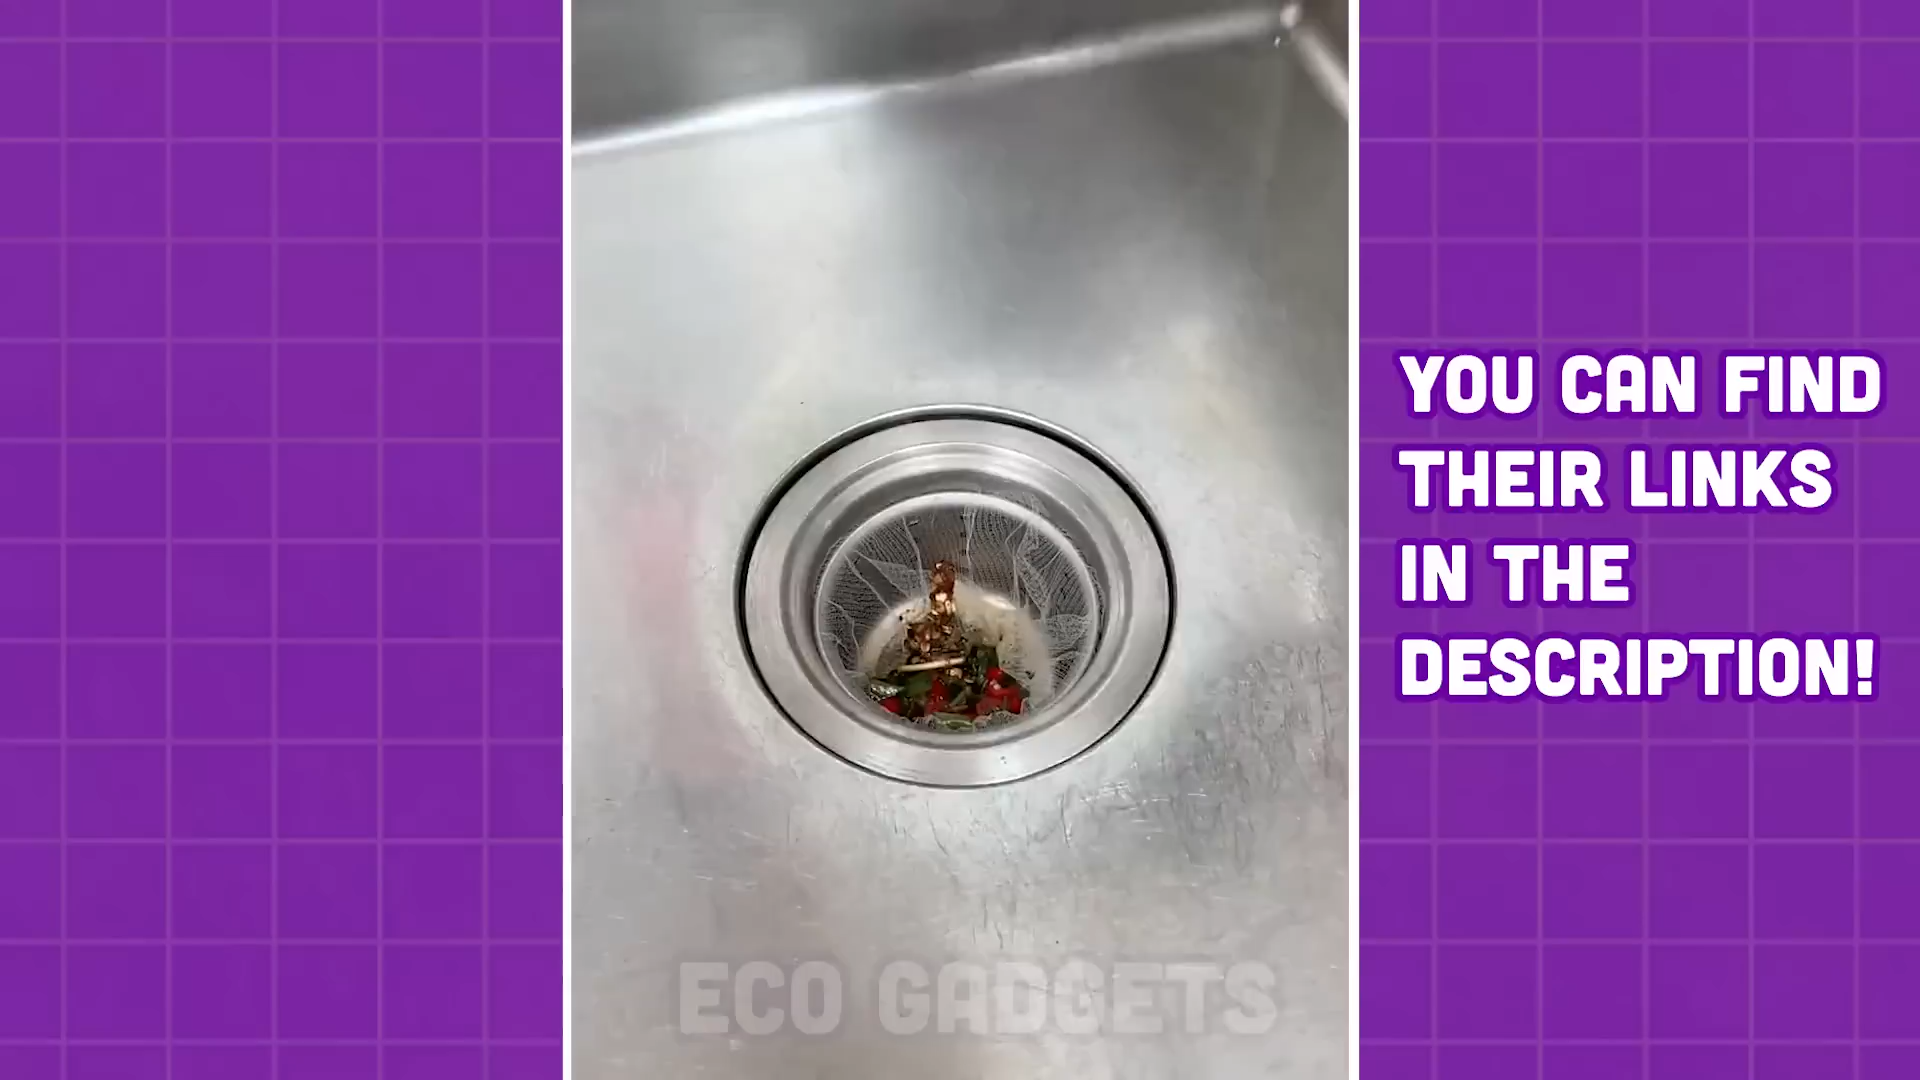 YOU CAN FIND
THEIR LINKS
IN THE
DESCRIPTION!
ECO GADGETS